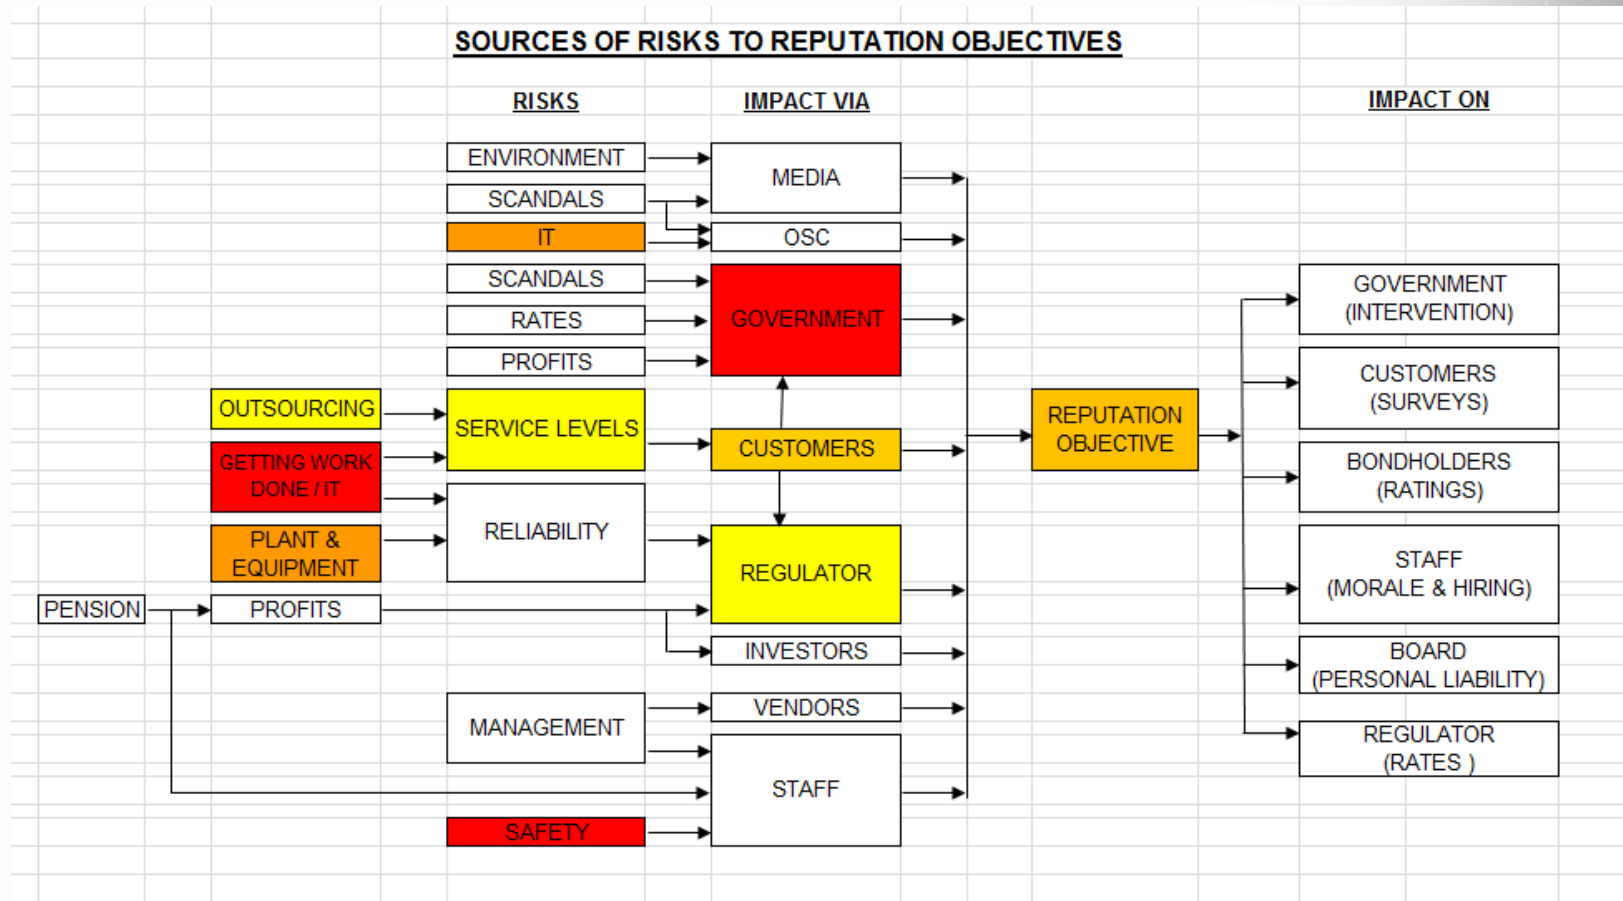 SOURCES OF RISKS TO REPUTATION OBJECTIVES
RISKS
IMPACT VIA
IMPACT ON
ENVIRONMENT
SCANDALS
IT
SCANDALS
RATES
PROFITS
OUTSOURCING
GETTING WORK
DONE / IT
PLANT &
EQUIPMENT
PENSION
PROFITS
SERVICE LEVELS
RELIABILITY
MANAGEMENT
SAFETY
MEDIA
OSC
GOVERNMENT
CUSTOMERS
REGULATOR
INVESTORS
VENDORS
STAFF
REPUTATION
OBJECTIVE
GOVERNMENT
(INTERVENTION)
CUSTOMERS
(SURVEYS)
BONDHOLDERS
(RATINGS)
STAFF
(MORALE & HIRING)
BOARD
(PERSONAL LIABILITY)
REGULATOR
(RATES )